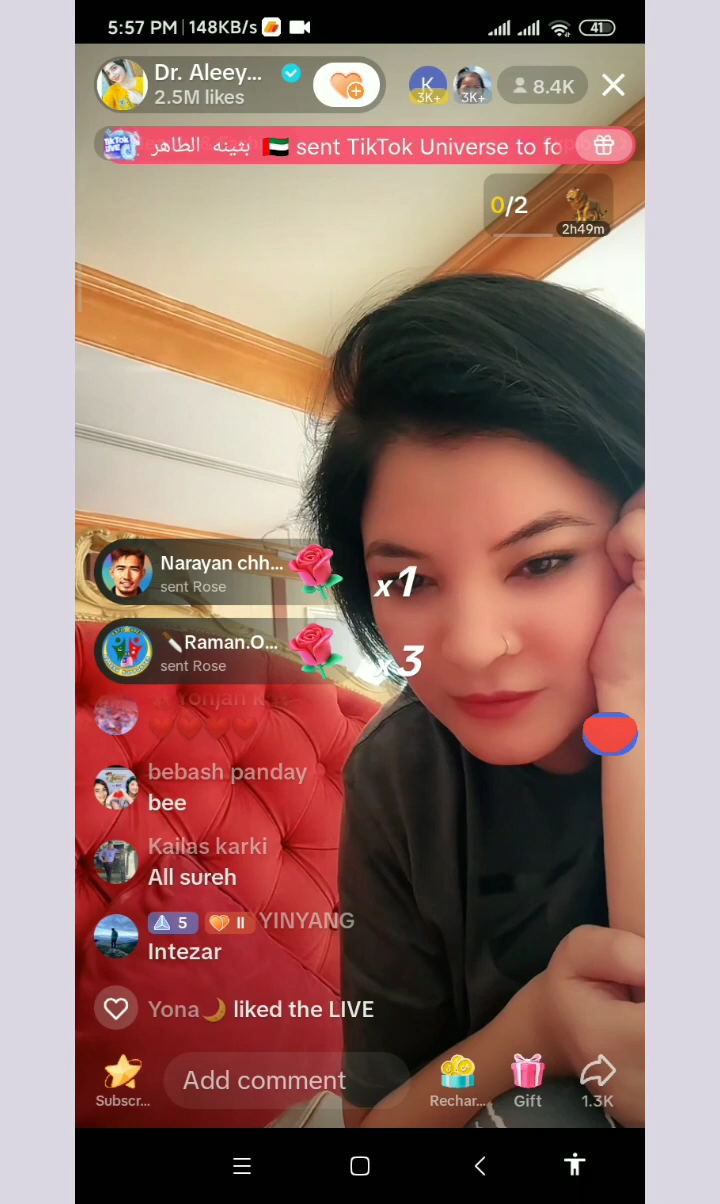 5:57 PM 148KB/s 41
Dr. Aleey...
2.5M likes
K
3K+ 3K+
8.4K
بثينه الطاهر sent TikTok Universe to fo
0/2
2h49m
Narayan chh...
sent Rose
x1
Raman.O...
sent Rose
x3
Yonjan K
bebash panday
bee
Kailas karki
All sureh
5 II YINYANG
Intezar
Yona liked the LIVE
Subscr...
Add comment
Rechar...
Gift
1.3K